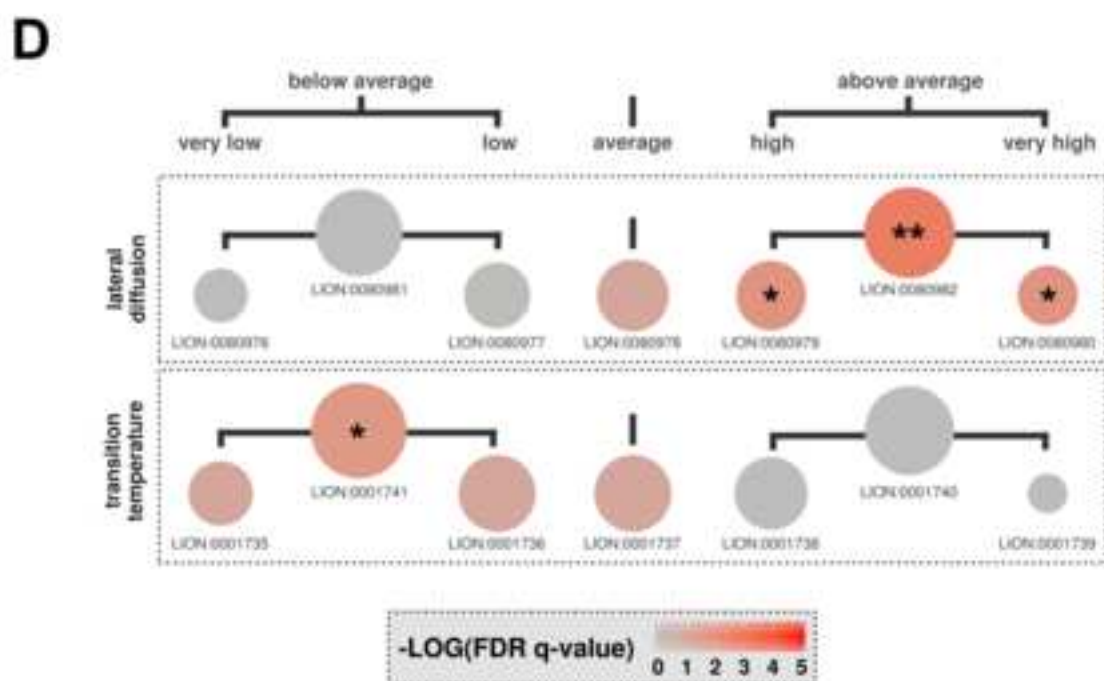 D
below average
above average
very low
low
average
high
very high
lateral
diffusion
**
*
*
LION:0080981
LION:0080982
LION:0080976
LION:0080977
LION:0080978
LION:0080979
LION:0080980
transition
temperature
*
LION:0001741
LION:0001740
LION:0001735
LION:0001736
LION:0001737
LION:0001738
LION:0001739
-LOG(FDR q-value)
0 1 2 3 4 5